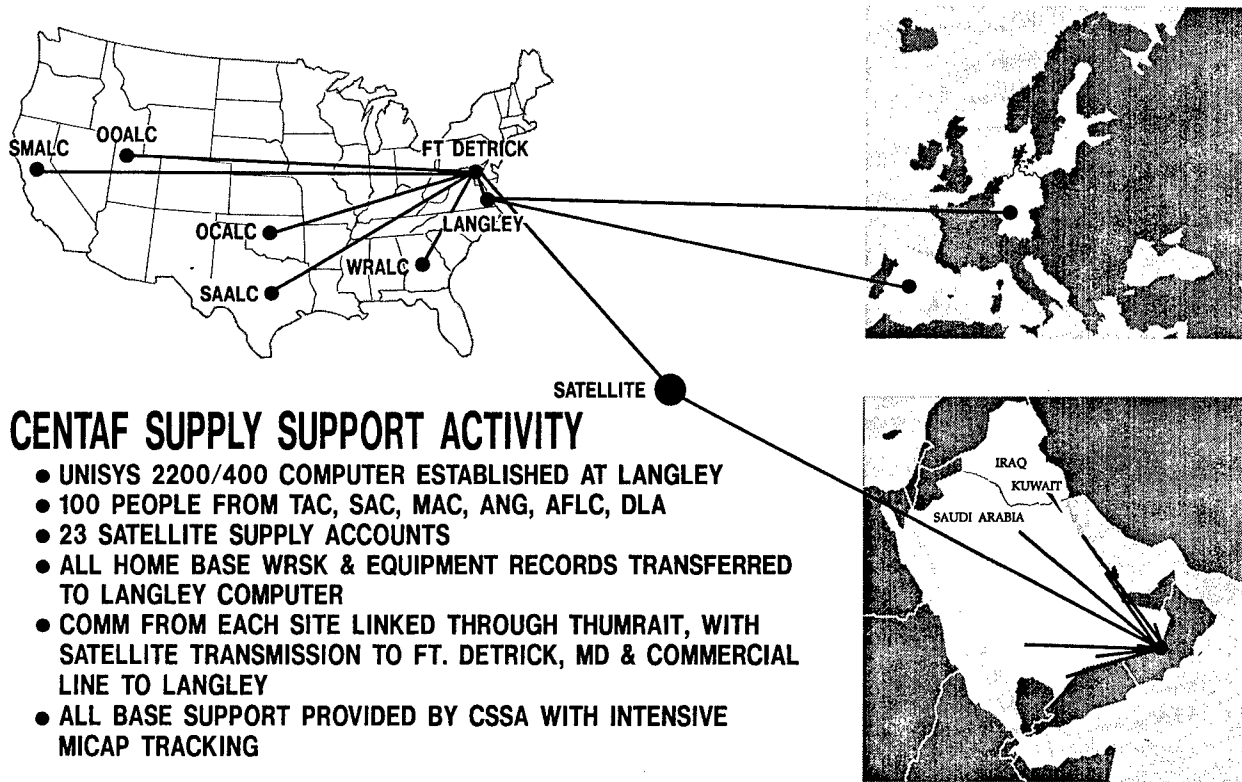 OOALC
SMALC
FT DETRICK
LANGLEY
OCALC
WRALC
SAALC
SATELLITE
IRAQ
KUWAIT
SAUDI ARABIA
CENTAF SUPPLY SUPPORT ACTIVITY
● UNISYS 2200/400 COMPUTER ESTABLISHED AT LANGLEY
● 100 PEOPLE FROM TAC, SAC, MAC, ANG, AFLC, DLA
● 23 SATELLITE SUPPLY ACCOUNTS
● ALL HOME BASE WRSK & EQUIPMENT RECORDS TRANSFERRED
TO LANGLEY COMPUTER
● COMM FROM EACH SITE LINKED THROUGH THUMRAIT, WITH
SATELLITE TRANSMISSION TO FT. DETRICK, MD & COMMERCIAL
LINE TO LANGLEY
● ALL BASE SUPPORT PROVIDED BY CSSA WITH INTENSIVE
MICAP TRACKING